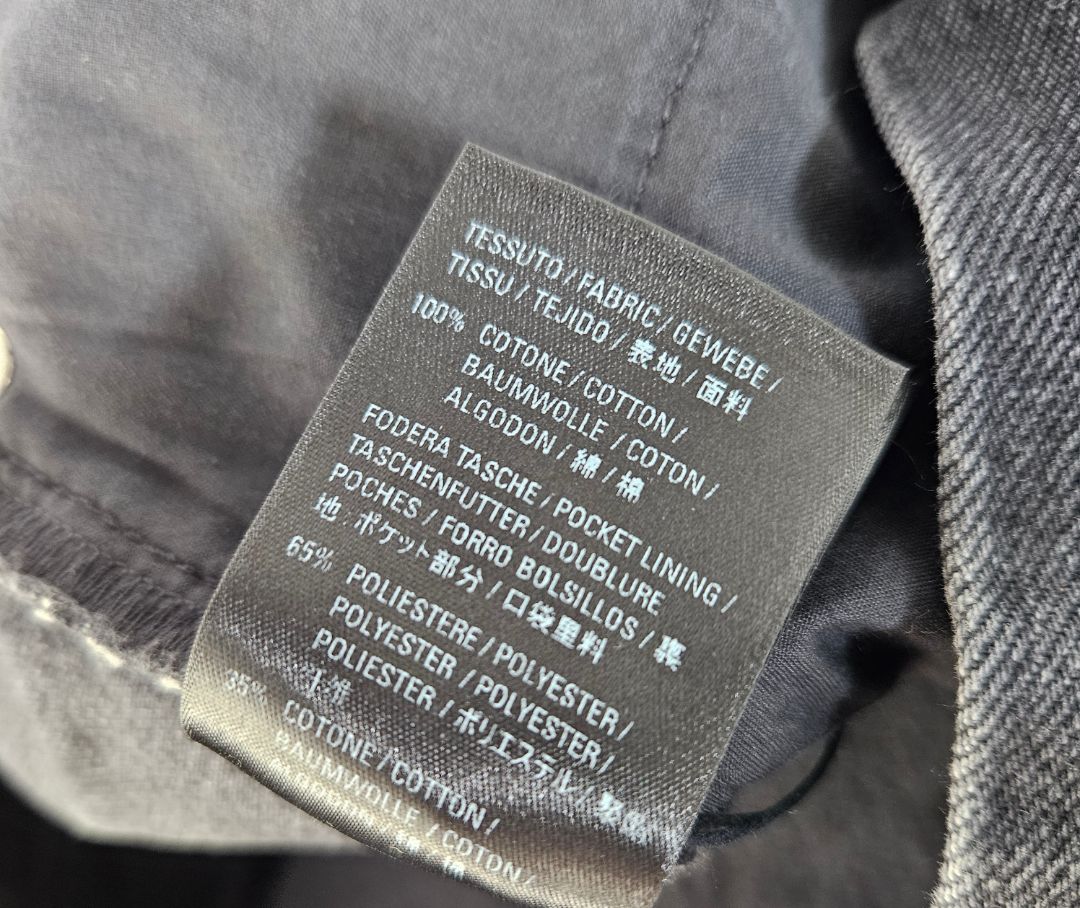 TESSUTO / FABRIC / GEWEBE /
TISSU / TEJIDO / 表地 / 面料
100% COTONE / COTTON /
BAUMWOLLE / COTON /
ALGODON / 綿 / 棉
FODERA TASCHE / POCKET LINING /
TASCHENFUTTER / DOUBLURE
POCHES / FORRO BOLSILLOS / 裏
地 ポケット部分 / 口袋里料
65% POLIESTERE / POLYESTER /
POLYESTER / POLYESTER /
POLIESTER / ポリエステル /
35% COTONE / COTTON /
BAUMWOLLE / COTON /